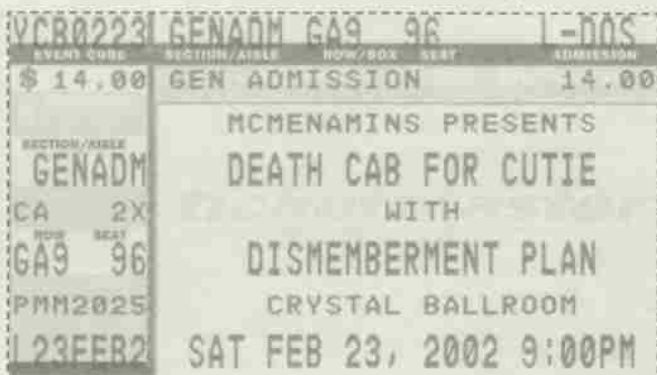 YCB0223 GENADM GA9 96 L-DOS
EVENT CODE SECTION/AISLE ROW/BOX SEAT ADMISSION
$ 14.00 GEN ADMISSION 14.00
MCMENAMINS PRESENTS
SECTION/AISLE
GENADM DEATH CAB FOR CUTIE
CA 2X WITH
ROW SEAT
GA9 96 DISMEMBERMENT PLAN
PMM2025 CRYSTAL BALLROOM
L23FEB2 SAT FEB 23, 2002 9:00PM